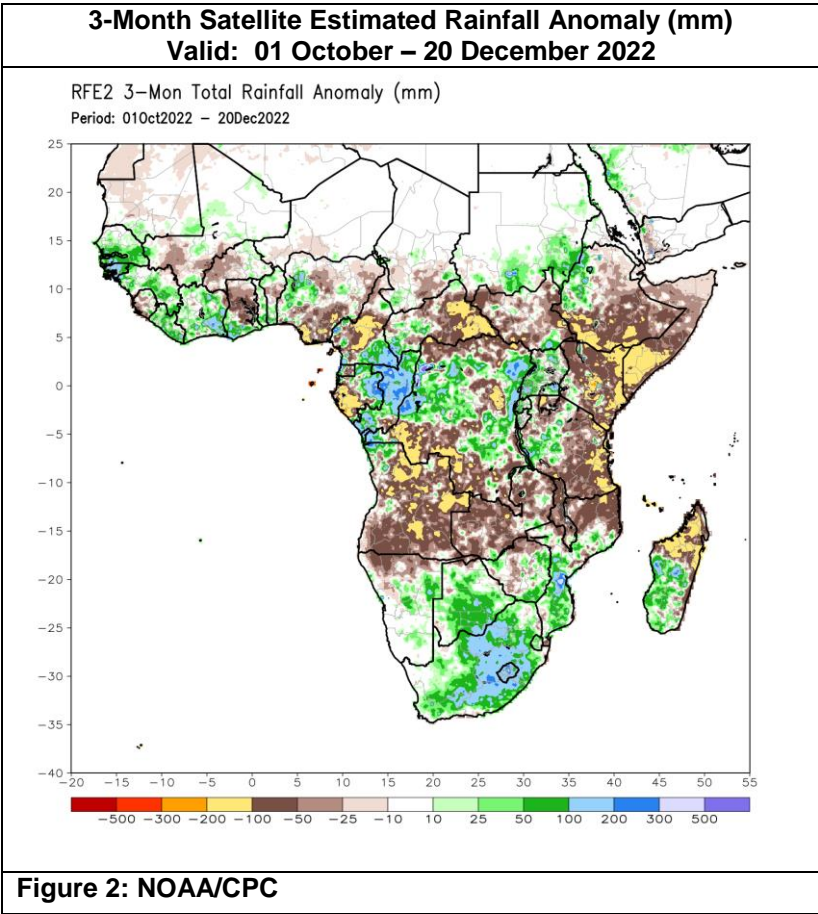 3-Month Satellite Estimated Rainfall Anomaly (mm)
Valid: 01 October – 20 December 2022
RFE2 3-Mon Total Rainfall Anomaly (mm)
Period: 01Oct2022 – 20Dec2022
25
20
15
10
5
0
-5
-10
-15
-20
-25
-30
-35
-40
-20 -15 -10 -5 0 5 10 15 20 25 30 35 40 45 50 55
-500 -300 -200 -100 -50 -25 -10 10 25 50 100 200 300 500
Figure 2: NOAA/CPC